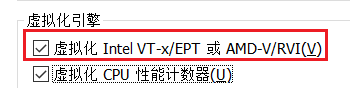 虚拟化引擎
虚拟化 Intel VT-x/EPT 或 AMD-V/RVI(V)
虚拟化 CPU 性能计数器(U)